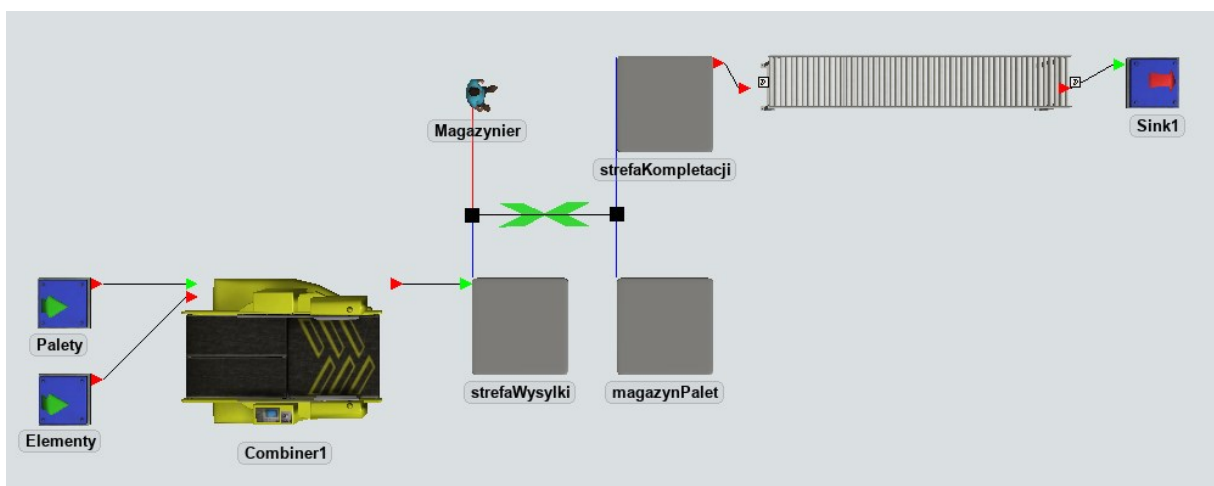 Magazynier
strefaKompletacji
Sink1
Palety
Elementy
Combiner1
strefaWysylki
magazynPalet